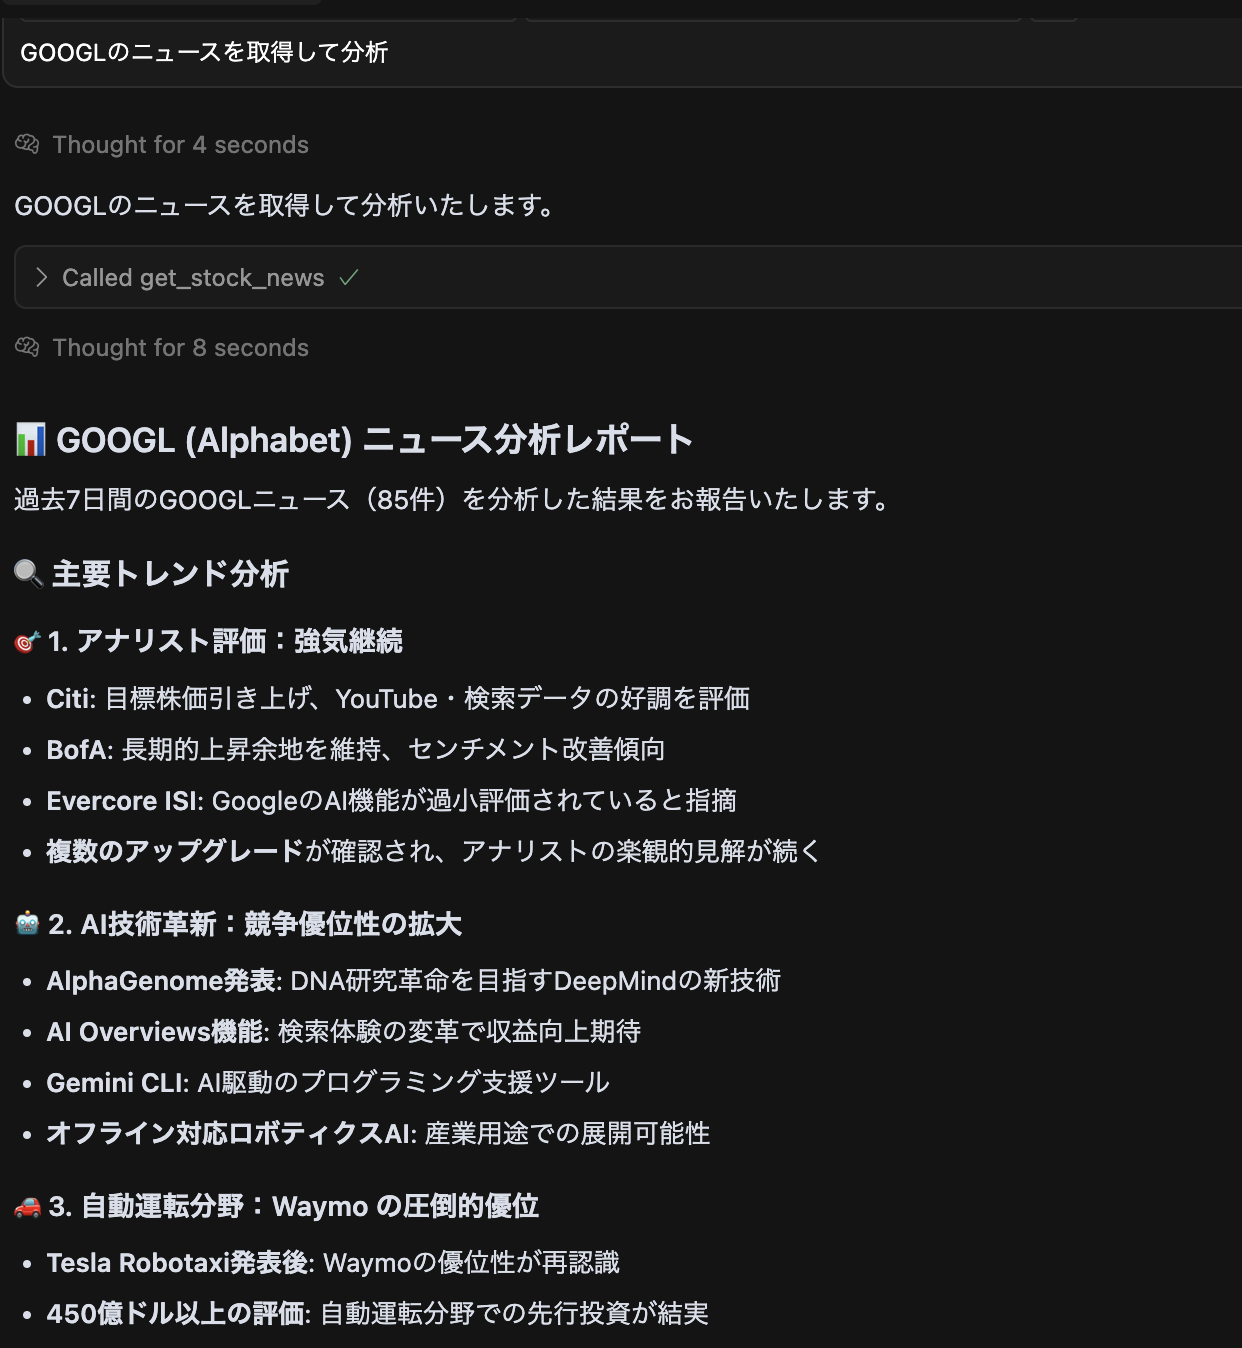 GOOGLのニュースを取得して分析
Thought for 4 seconds
GOOGLのニュースを取得して分析いたします。
Called get_stock_news
Thought for 8 seconds
📊 GOOGL (Alphabet) ニュース分析レポート
過去7日間のGOOGLニュース（85件）を分析した結果をお報告いたします。
🔍 主要トレンド分析
🎯 1. アナリスト評価：強気継続
• Citi: 目標株価引き上げ、YouTube・検索データの好調を評価
• BofA: 長期的上昇余地を維持、センチメント改善傾向
• Evercore ISI: GoogleのAI機能が過小評価されていると指摘
• 複数のアップグレードが確認され、アナリストの楽観的見解が続く
🤖 2. AI技術革新：競争優位性の拡大
• AlphaGenome発表: DNA研究革命を目指すDeepMindの新技術
• AI Overviews機能: 検索体験の変革で収益向上期待
• Gemini CLI: AI駆動のプログラミング支援ツール
• オフライン対応ロボティクスAI: 産業用途での展開可能性
🚗 3. 自動運転分野：Waymo の圧倒的優位
• Tesla Robotaxi発表後: Waymoの優位性が再認識
• 450億ドル以上の評価: 自動運転分野での先行投資が結実